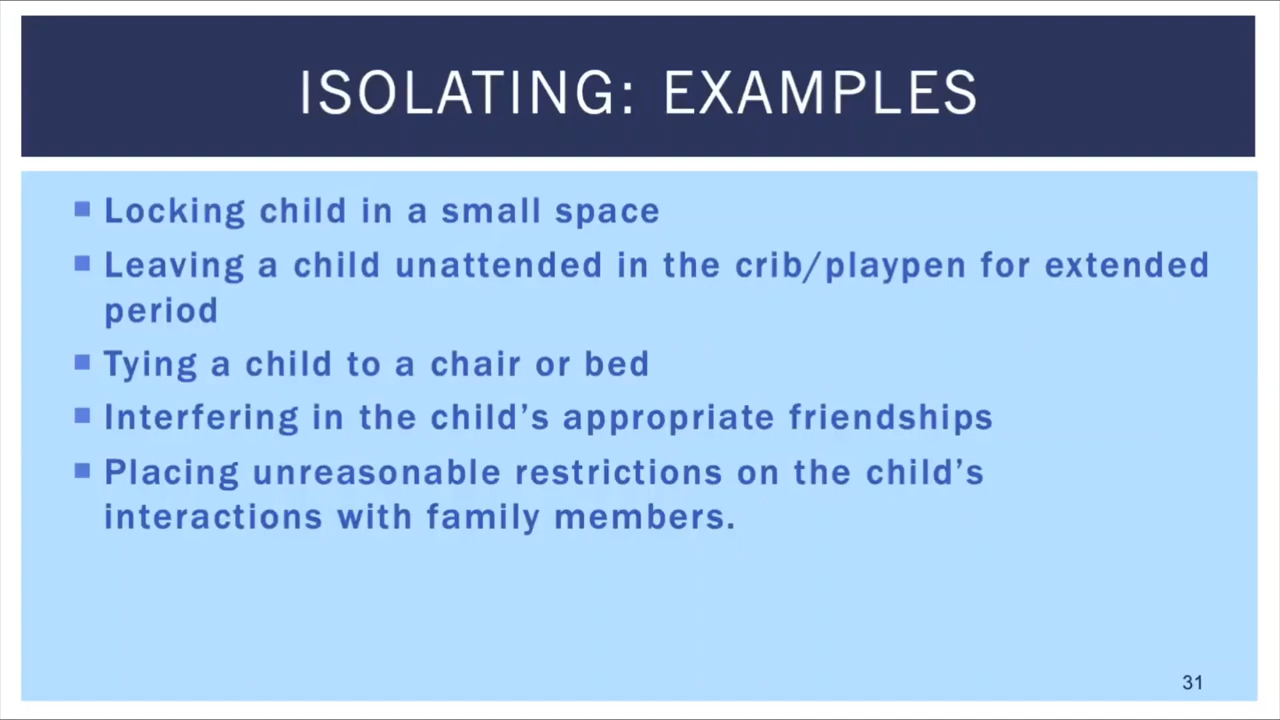 ISOLATING: EXAMPLES
Locking child in a small space
Leaving a child unattended in the crib/playpen for extended
period
Tying a child to a chair or bed
Interfering in the child’s appropriate friendships
Placing unreasonable restrictions on the child’s
interactions with family members.
31